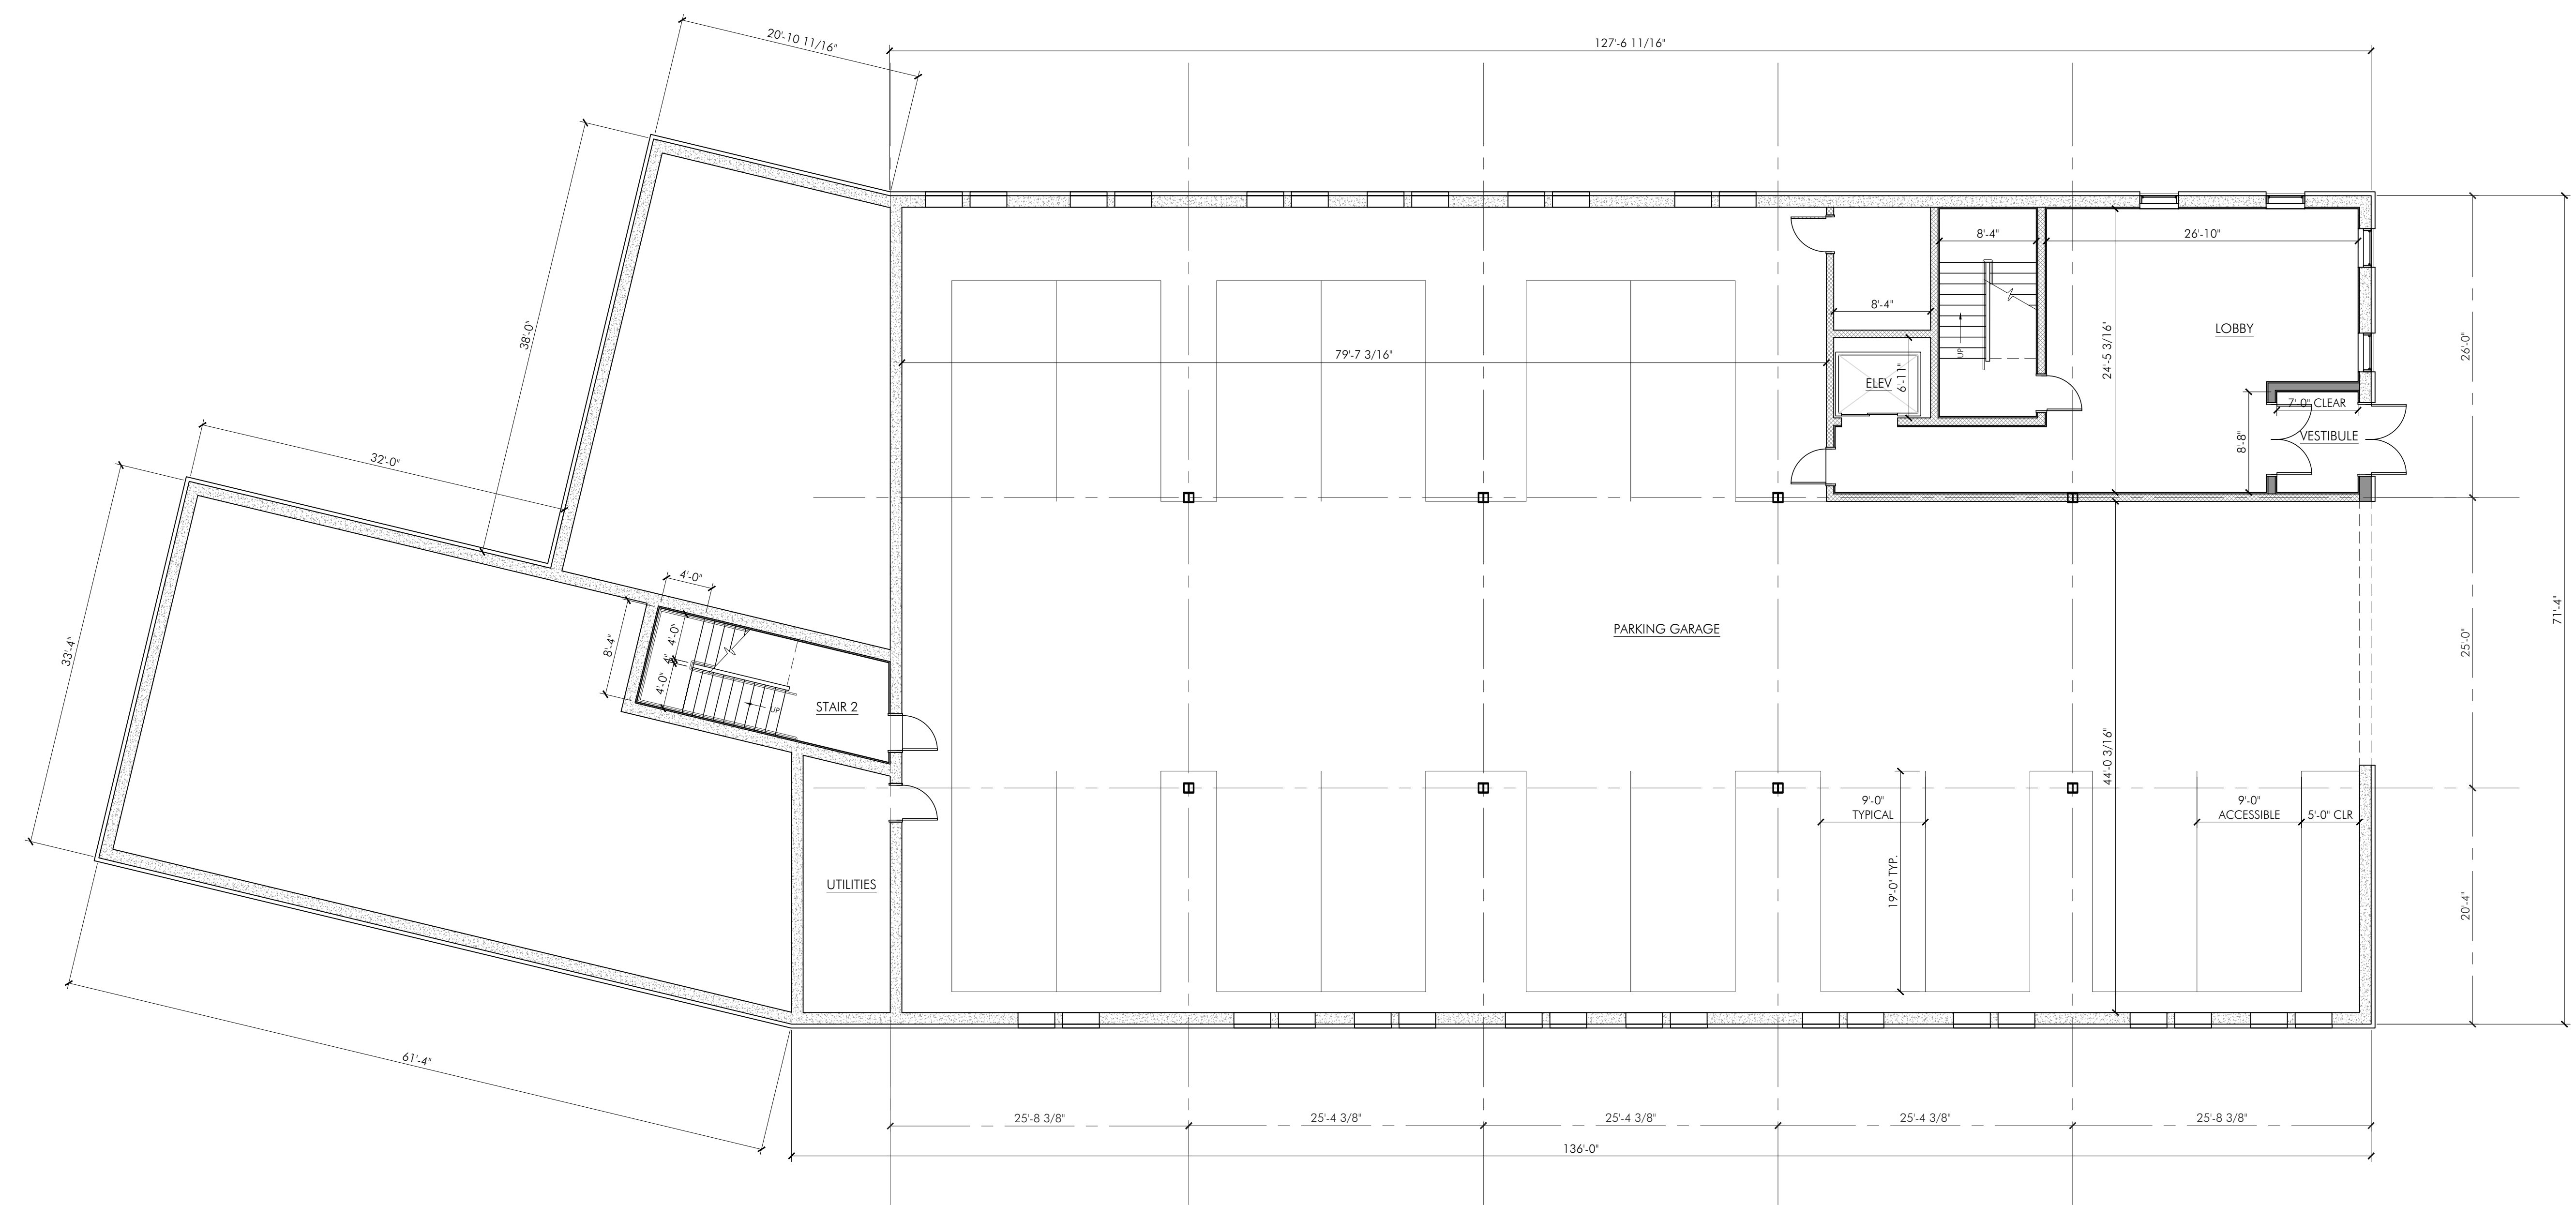 20'-10 11/16"
127'-6 11/16"
8'-4"
26'-10"
38'-0"
8'-4"
LOBBY
24'-5 3/16"
26'-0"
79'-7 3/16"
UP
ELEV
6'-11"
7'-0" CLEAR
VESTIBULE
8'-8"
32'-0"
4'-0"
71'-4"
33'-4"
8'-4"
4'-0"
4"
4'-0"
PARKING GARAGE
25'-0"
STAIR 2
UP
44'-0 3/16"
9'-0"
TYPICAL
9'-0"
ACCESSIBLE
5'-0" CLR
19'-0" TYP.
UTILITIES
20'-4"
61'-4"
25'-8 3/8"
25'-4 3/8"
25'-4 3/8"
25'-4 3/8"
25'-8 3/8"
136'-0"